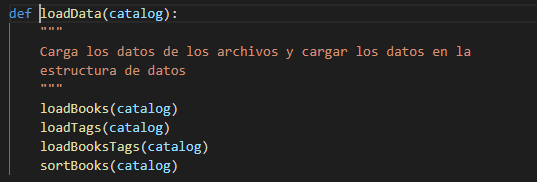 def loadData(catalog):
    """
    Carga los datos de los archivos y cargar los datos en la
    estructura de datos
    """
    loadBooks(catalog)
    loadTags(catalog)
    loadBooksTags(catalog)
    sortBooks(catalog)